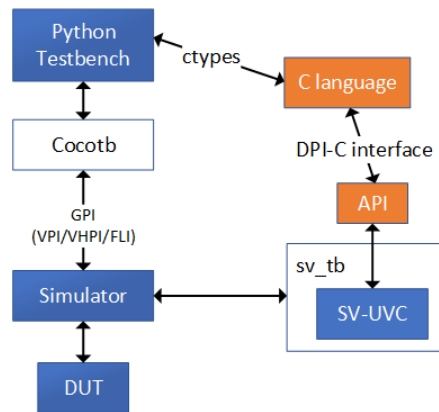 Python
Testbench
ctypes
C language
Cocotb
DPI-C interface
API
GPI
(VPI/VHPI/FLI)
sv_tb
Simulator
SV-UVC
DUT